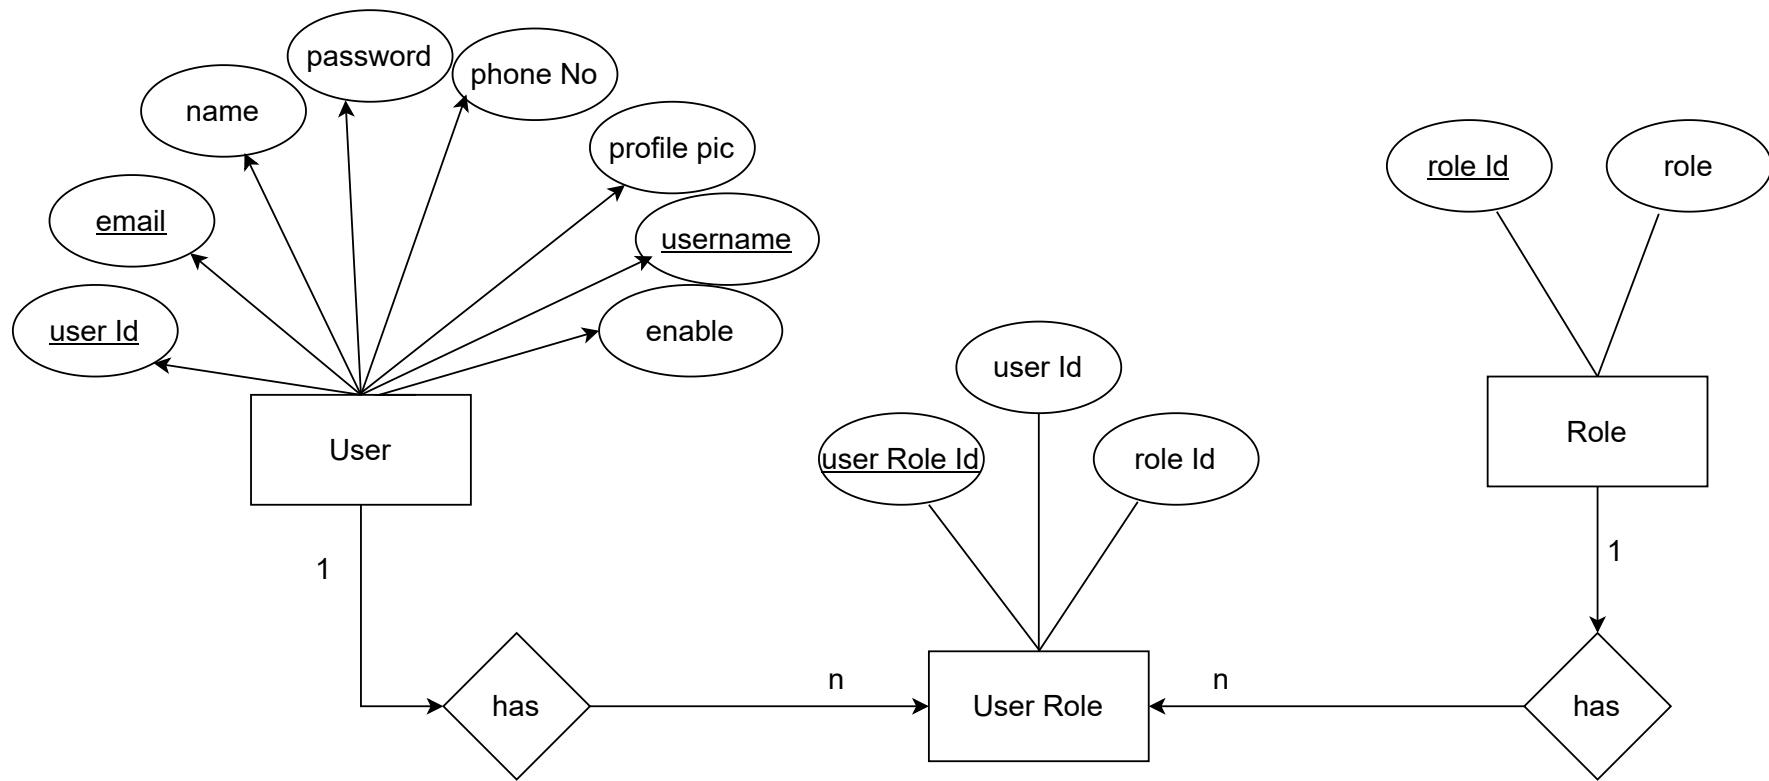 password
phone No
name
profile pic
role Id
role
email
username
user Id
enable
user Id
Role
User
user Role Id
role Id
1
1
n
n
has
User Role
has